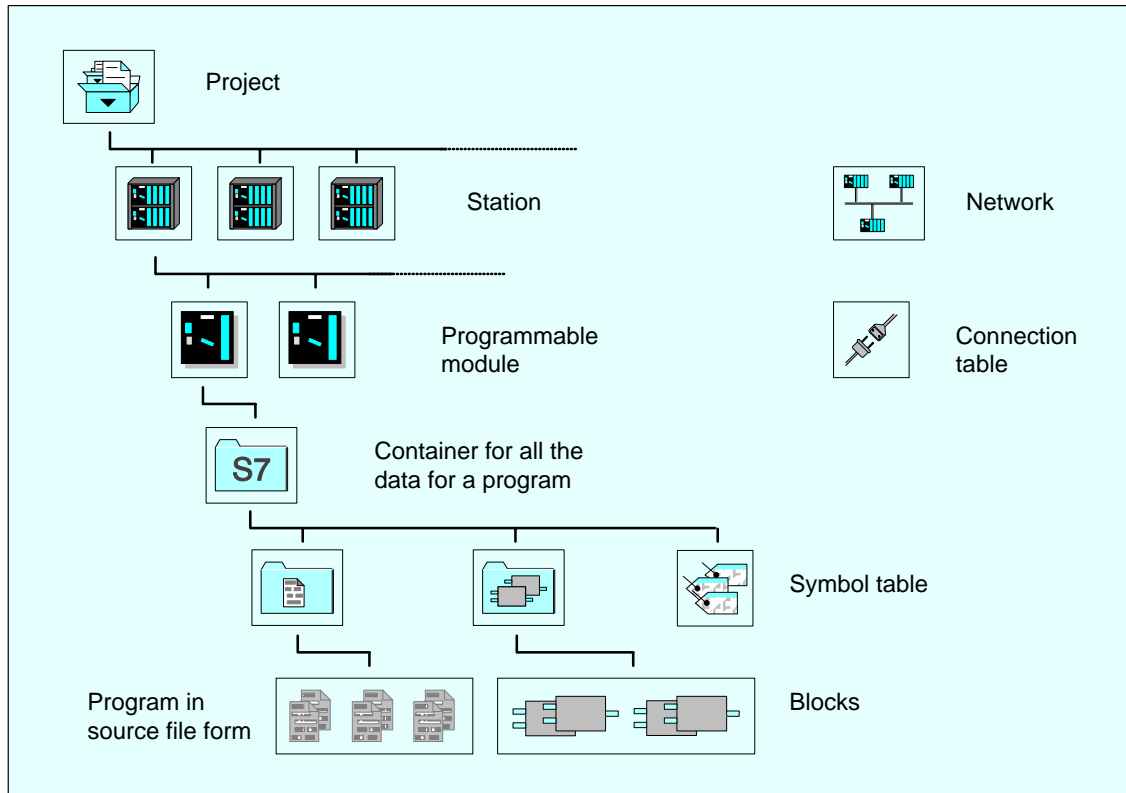 Project
Station
Network
Programmable
module
Connection
table
S7
Container for all the
data for a program
Symbol table
Program in
source file form
Blocks